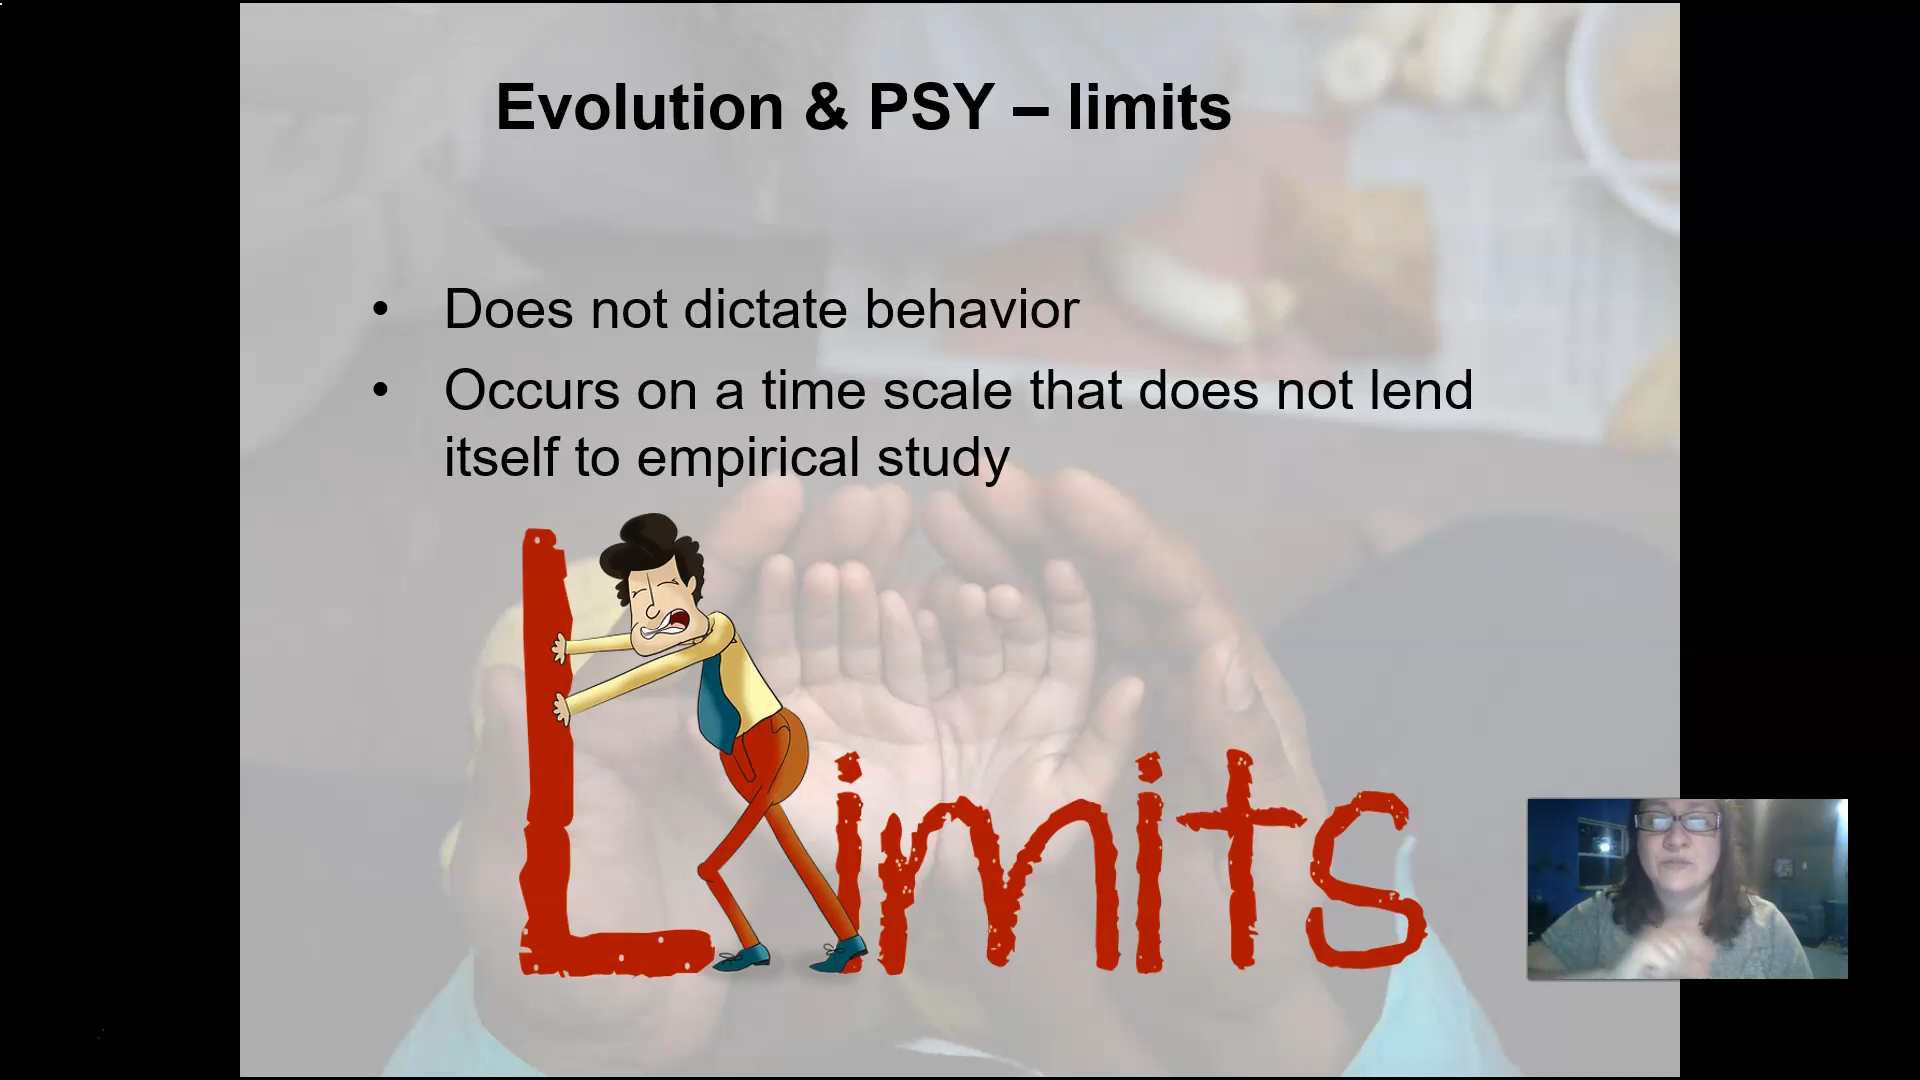 Evolution & PSY – limits
• Does not dictate behavior
• Occurs on a time scale that does not lend
itself to empirical study
Limits